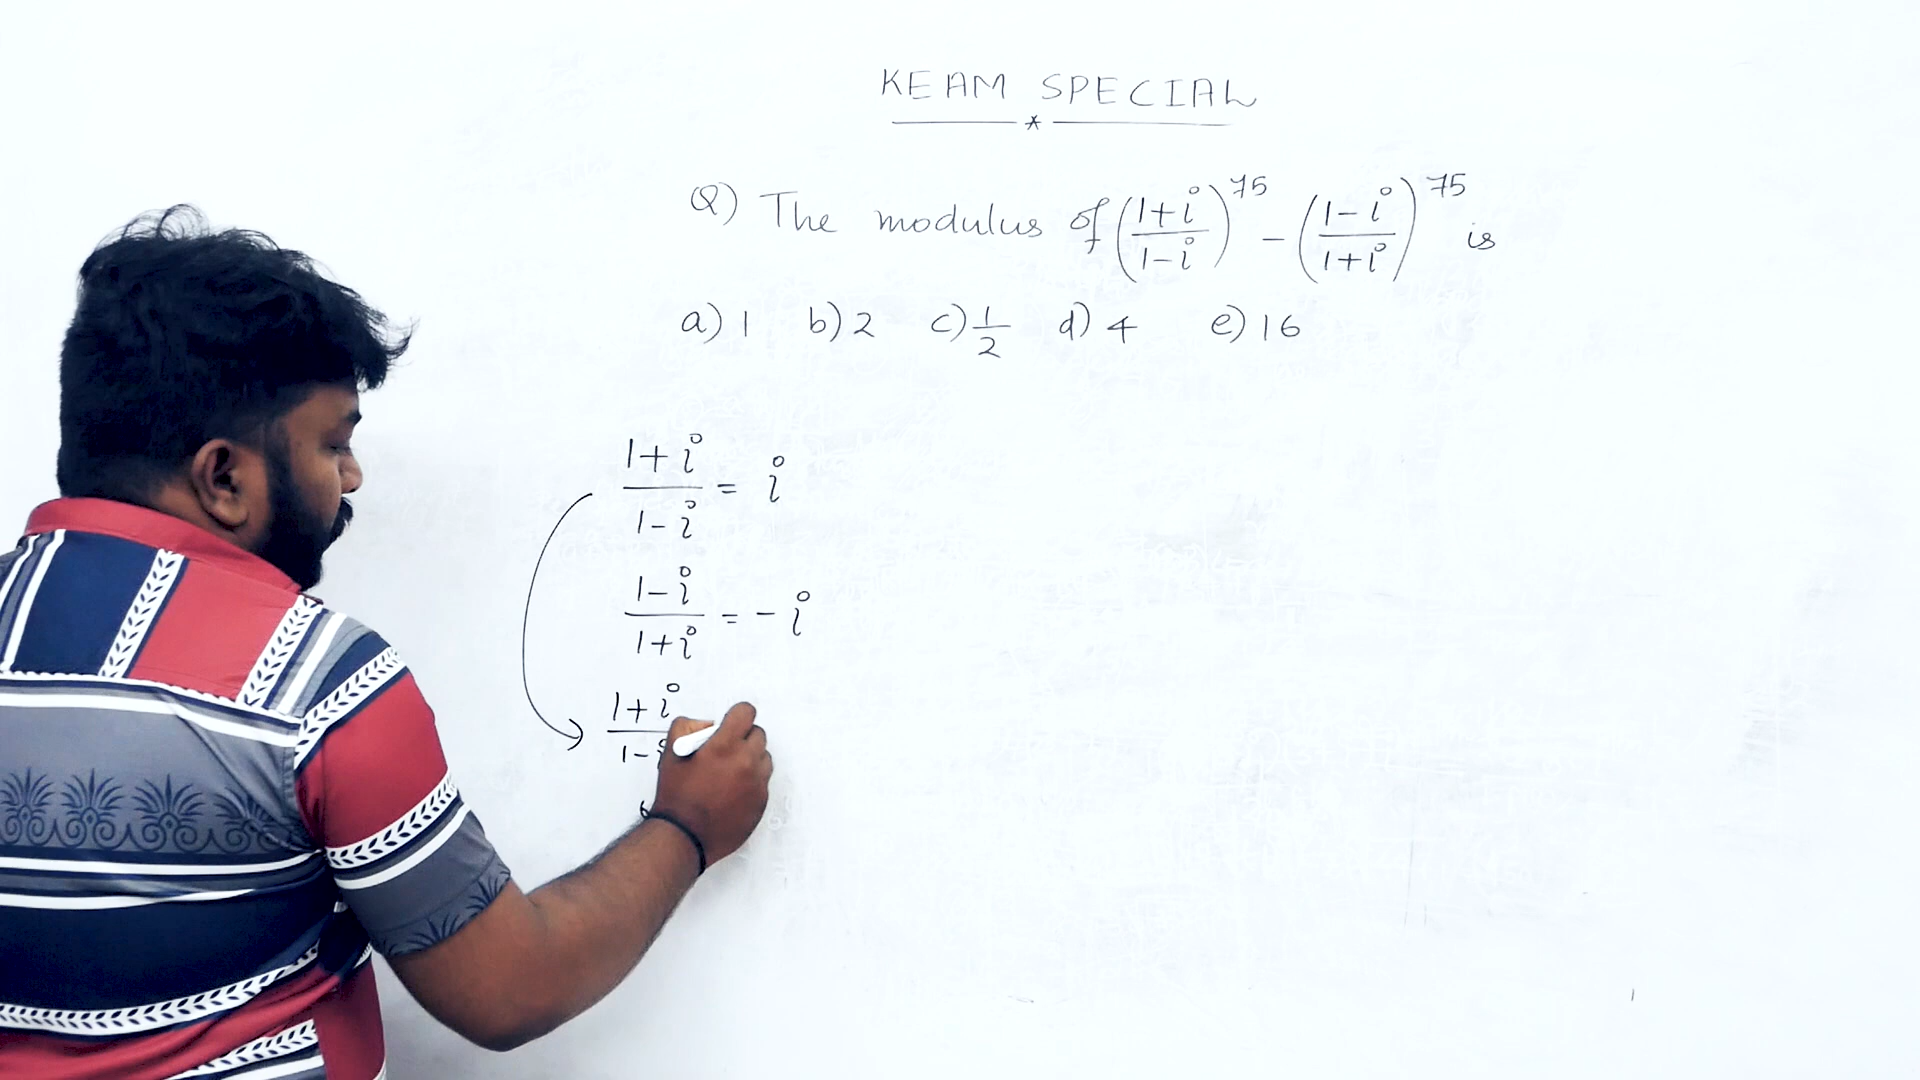 KEAM SPECIAL
Q) The modulus of ((1+i)/(1-i))^75 - ((1-i)/(1+i))^75 is
a) 1 b) 2 c) 1/2 d) 4 e) 16
(1+i)/(1-i) = i
(1-i)/(1+i) = -i
(1+i)/(1-i